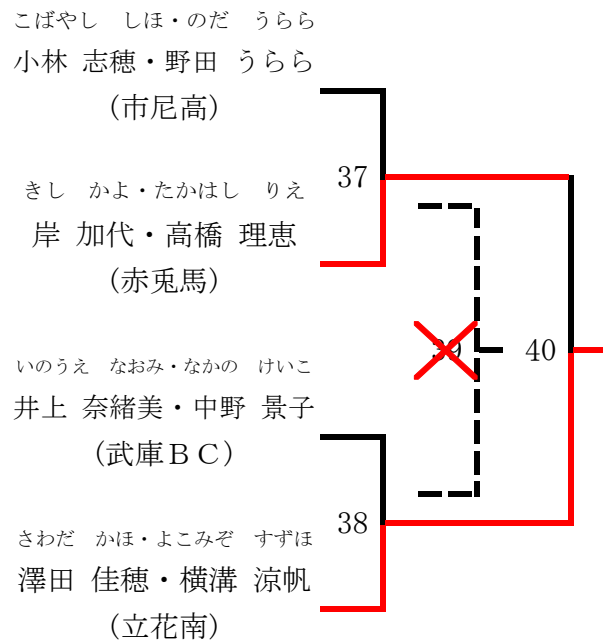 こばやし　しほ・のだ　うらら
小林 志穂・野田 うらら
（市尼高）
37
きし　かよ・たかはし　りえ
岸 加代・高橋 理恵
（赤兎馬）
39
40
いのうえ　なおみ・なかの　けいこ
井上 奈緒美・中野 景子
（武庫ＢＣ）
38
さわだ　かほ・よこみぞ　すずほ
澤田 佳穂・横溝 涼帆
（立花南）